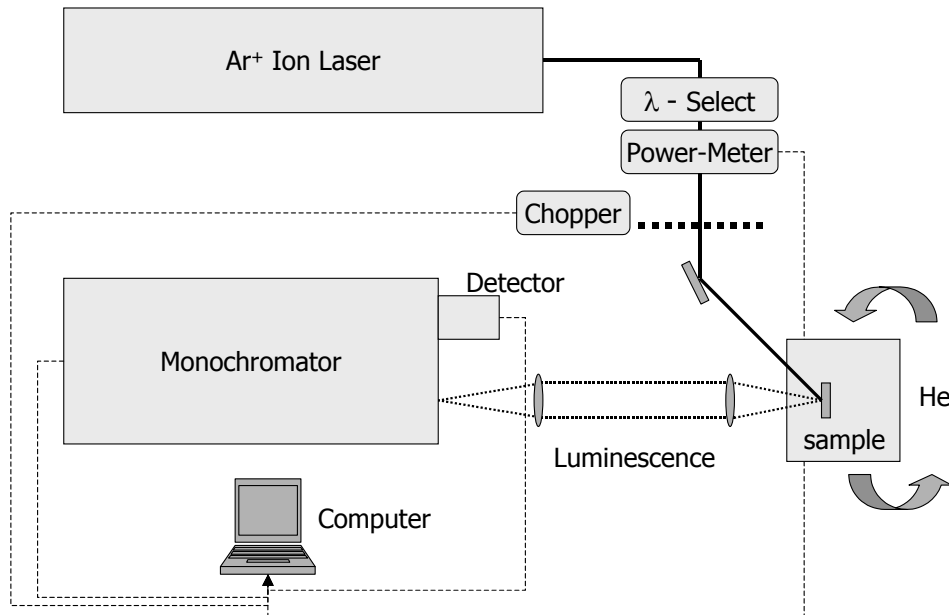 Ar+ Ion Laser
λ - Select
Power-Meter
Chopper
Detector
Monochromator
He
sample
Luminescence
Computer